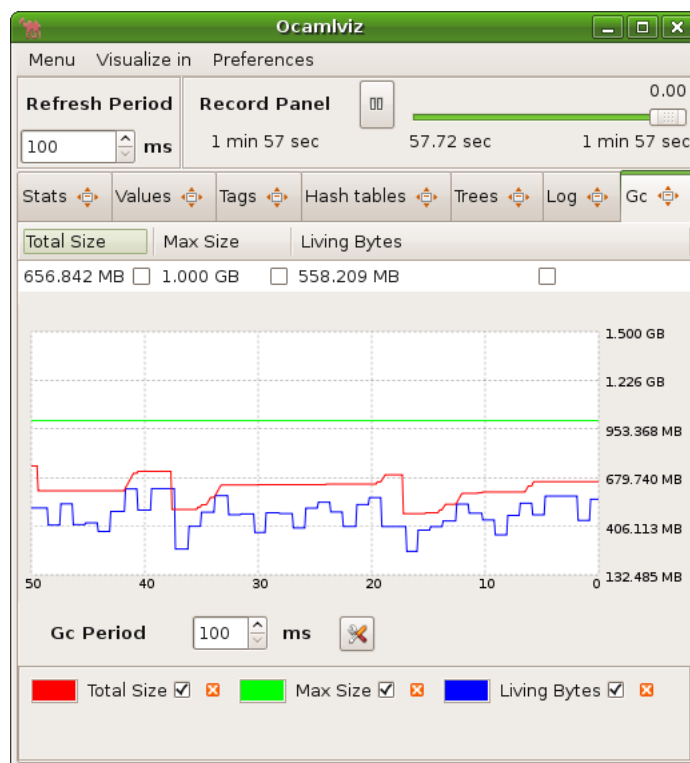 Ocamlviz
Menu Visualize in Preferences
Refresh Period
100 ms
Record Panel
0.00
1 min 57 sec 57.72 sec 1 min 57 sec
Stats Values Tags Hash tables Trees Log Gc
Total Size Max Size Living Bytes
656.842 MB 1.000 GB 558.209 MB
1.500 GB
1.226 GB
953.368 MB
679.740 MB
406.113 MB
132.485 MB
50 40 30 20 10 0
Gc Period 100 ms
Total Size Max Size Living Bytes